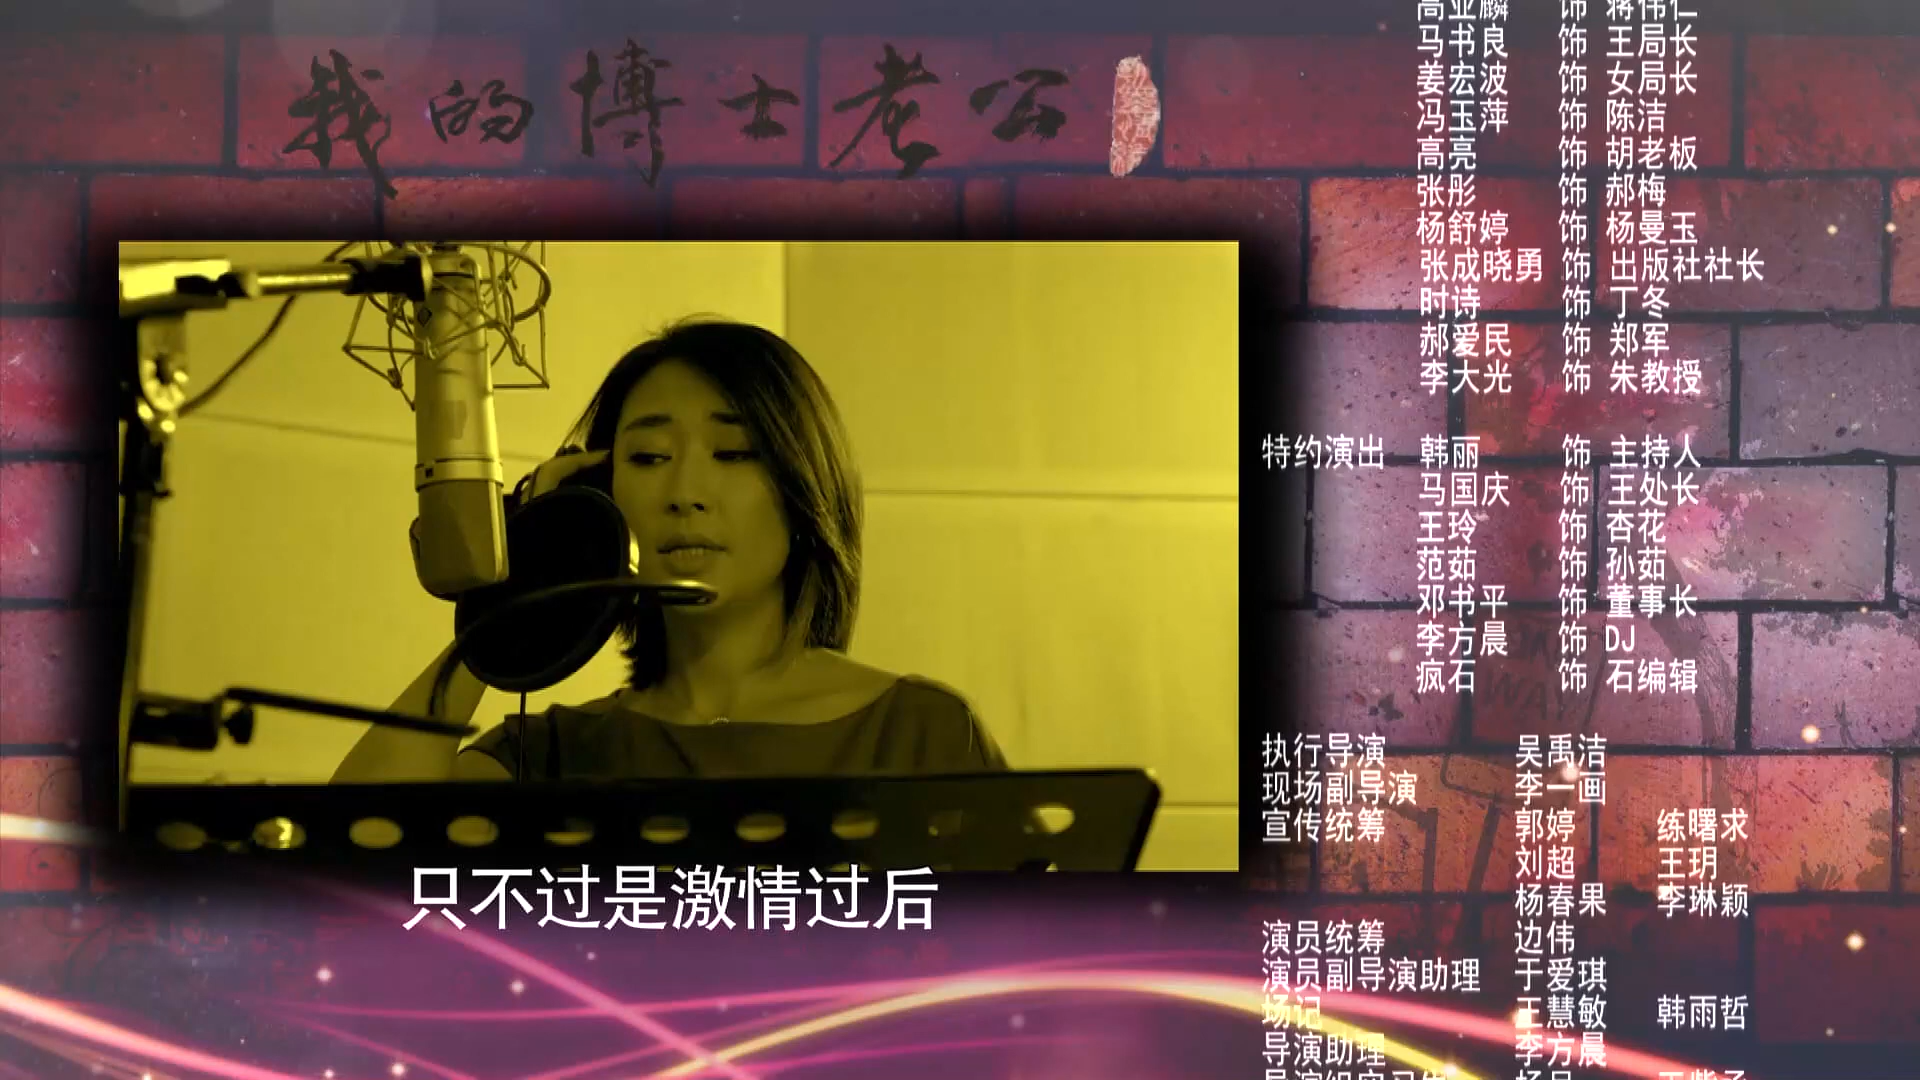 我的博士老公
高亚麟 饰 蒋伟仁
马书良 饰 王局长
姜宏波 饰 女局长
冯玉萍 饰 陈洁
高亮 饰 胡老板
张彤 饰 郝梅
杨舒婷 饰 杨曼玉
张成晓勇 饰 出版社社长
时诗 饰 丁冬
郝爱民 饰 郑军
李大光 饰 朱教授
特约演出 韩丽 饰 主持人
马国庆 饰 王处长
王玲 饰 杏花
范茹 饰 孙茹
邓书平 饰 董事长
李方晨 饰 DJ
疯石 饰 石编辑
执行导演 吴禹洁
现场副导演 李一画
宣传统筹 郭婷 练曙求
刘超 王玥
杨春果 李琳颖
演员统筹 边伟
演员副导演助理 于爱琪
场记 王慧敏 韩雨哲
导演助理 李方晨
只不过是激情过后